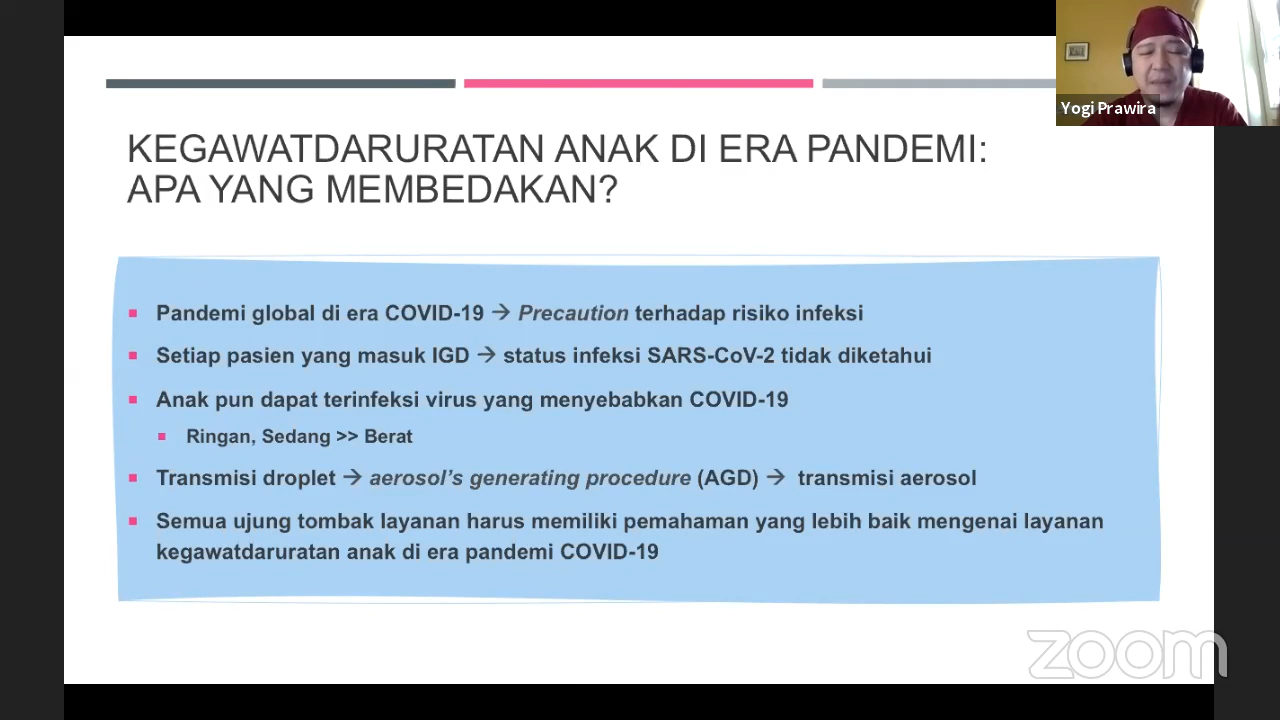 Yogi Prawira
KEGAWATDARURATAN ANAK DI ERA PANDEMI:
APA YANG MEMBEDAKAN?
▪ Pandemi global di era COVID-19 → Precaution terhadap risiko infeksi
▪ Setiap pasien yang masuk IGD → status infeksi SARS-CoV-2 tidak diketahui
▪ Anak pun dapat terinfeksi virus yang menyebabkan COVID-19
▪ Ringan, Sedang >> Berat
▪ Transmisi droplet → aerosol’s generating procedure (AGD) → transmisi aerosol
▪ Semua ujung tombak layanan harus memiliki pemahaman yang lebih baik mengenai layanan
kegawatdaruratan anak di era pandemi COVID-19
zoom